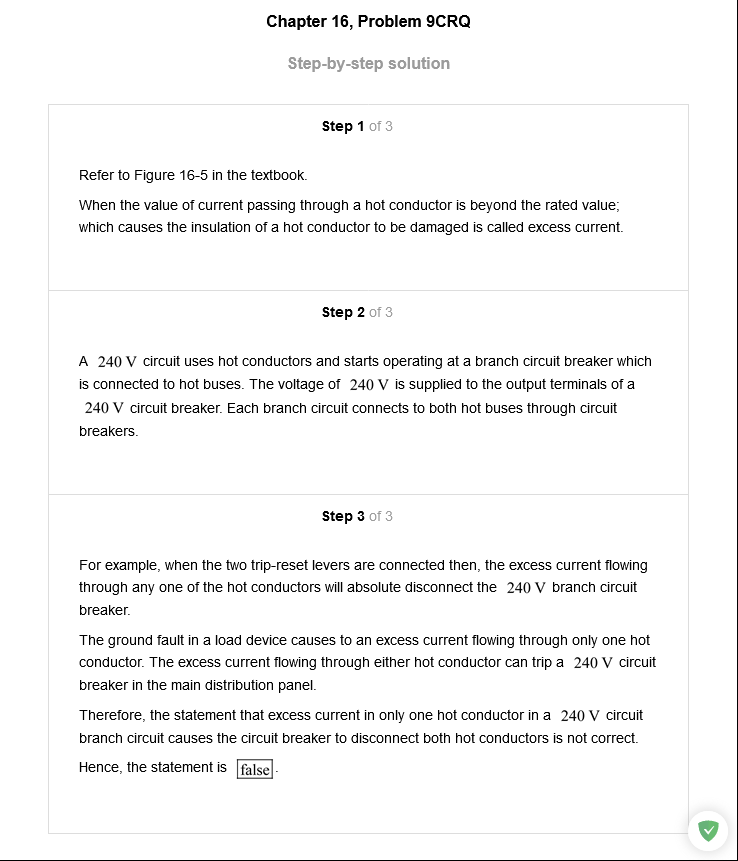 Chapter 16, Problem 9CRQ
Step-by-step solution
Step 1 of 3
Refer to Figure 16-5 in the textbook.
When the value of current passing through a hot conductor is beyond the rated value;
which causes the insulation of a hot conductor to be damaged is called excess current.
Step 2 of 3
A 240 V circuit uses hot conductors and starts operating at a branch circuit breaker which
is connected to hot buses. The voltage of 240 V is supplied to the output terminals of a
240 V circuit breaker. Each branch circuit connects to both hot buses through circuit
breakers.
Step 3 of 3
For example, when the two trip-reset levers are connected then, the excess current flowing
through any one of the hot conductors will absolute disconnect the 240 V branch circuit
breaker.
The ground fault in a load device causes to an excess current flowing through only one hot
conductor. The excess current flowing through either hot conductor can trip a 240 V circuit
breaker in the main distribution panel.
Therefore, the statement that excess current in only one hot conductor in a 240 V circuit
branch circuit causes the circuit breaker to disconnect both hot conductors is not correct.
Hence, the statement is false.